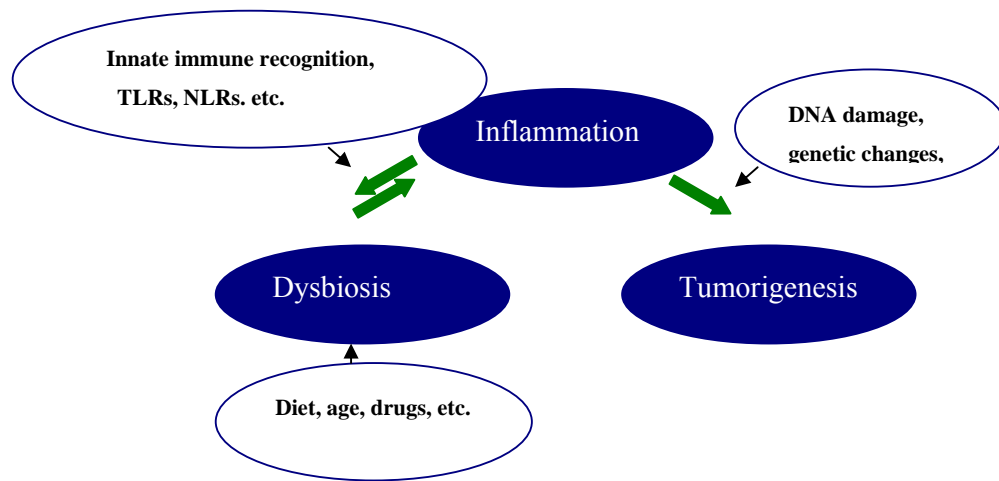 Innate immune recognition,
TLRs, NLRs. etc.
Inflammation
DNA damage,
genetic changes,
Dysbiosis
Tumorigenesis
Diet, age, drugs, etc.